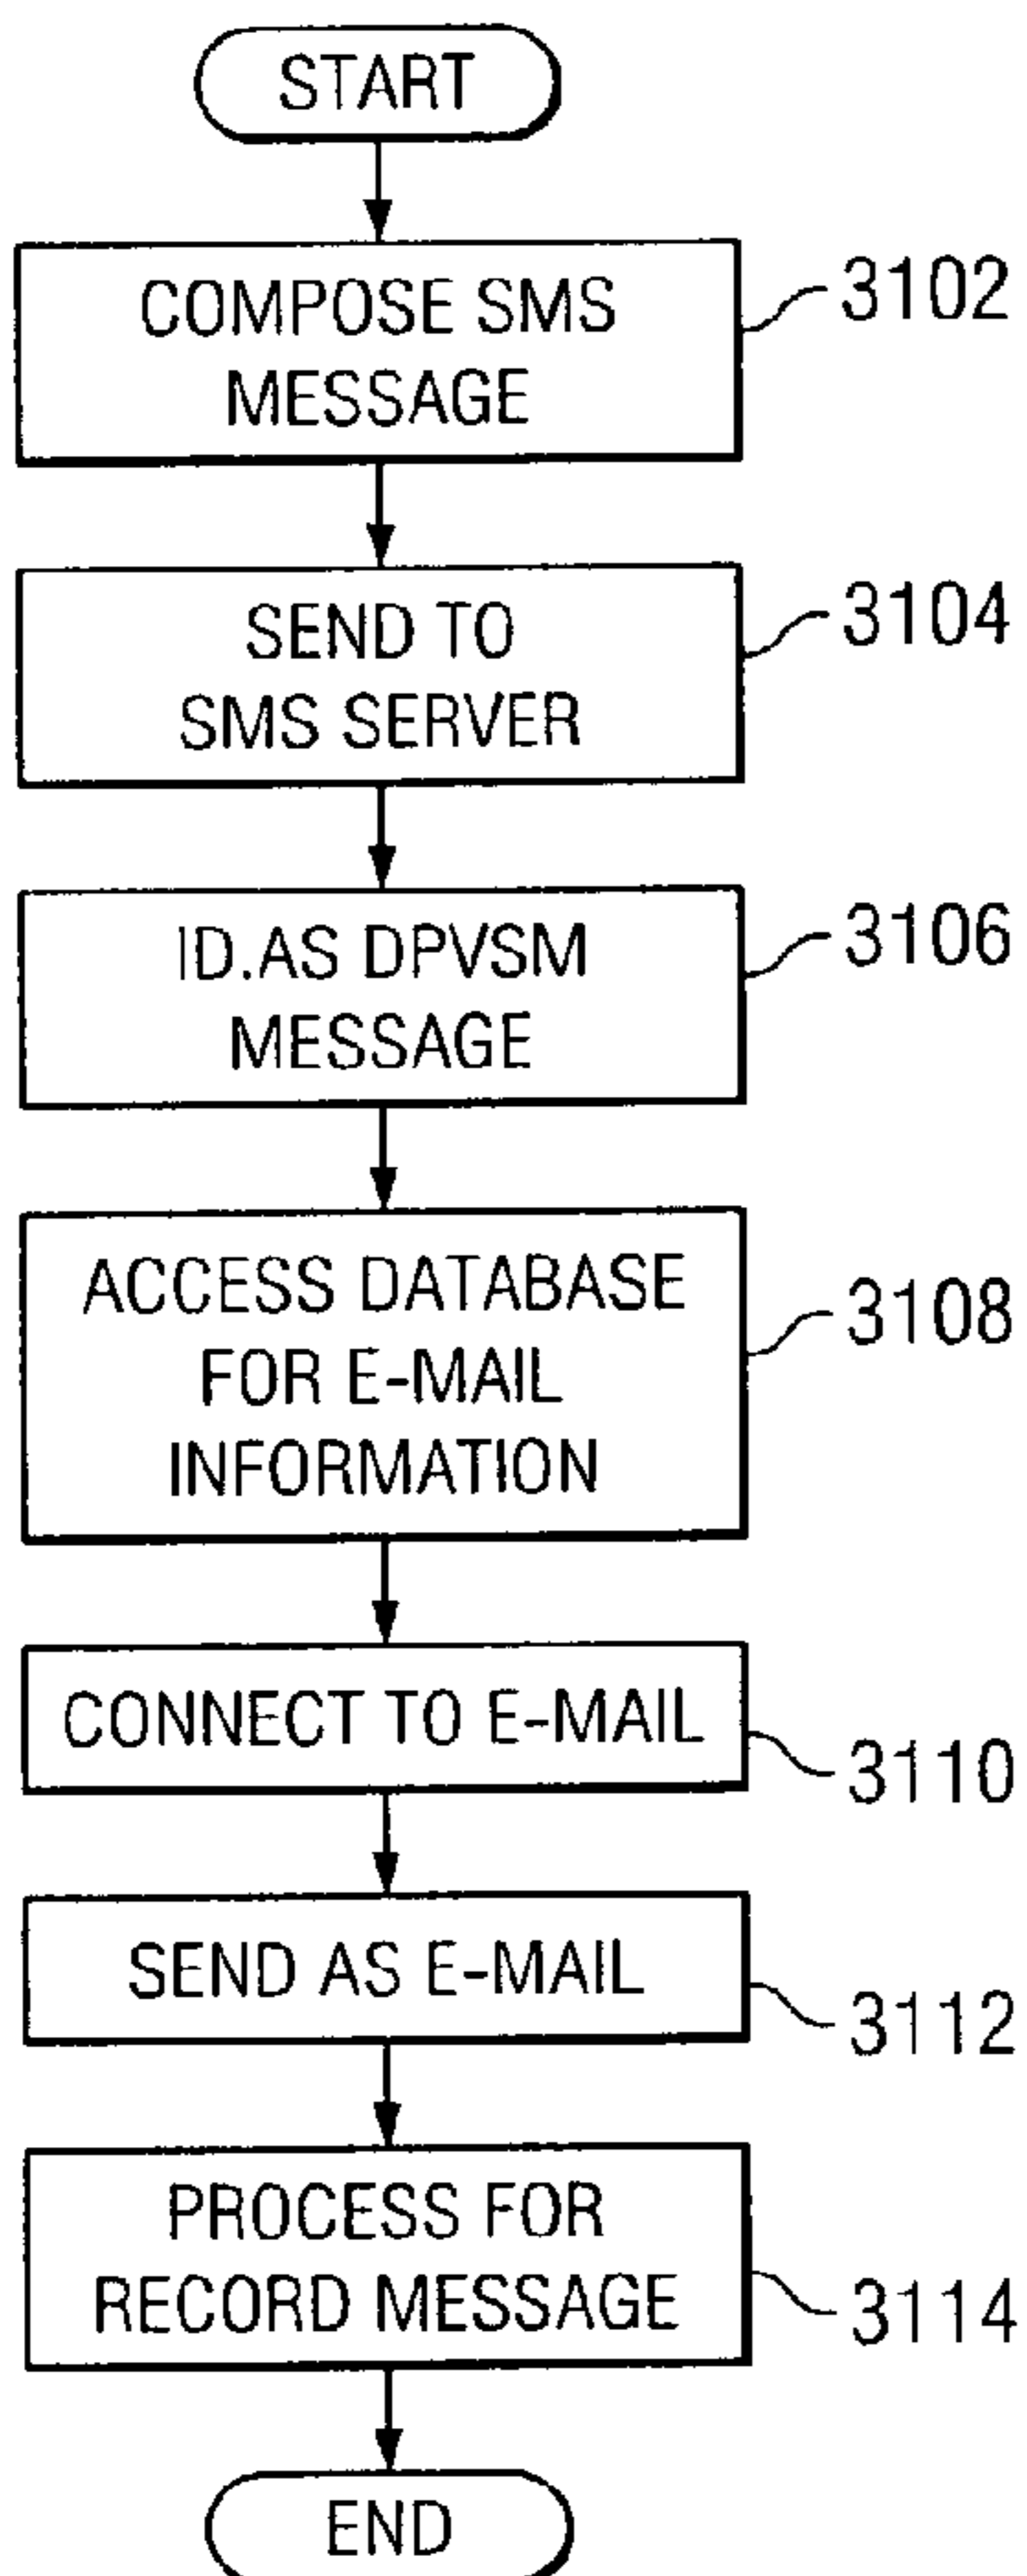 START
COMPOSE SMS
MESSAGE
3102
SEND TO
SMS SERVER
3104
ID.AS DPVSM
MESSAGE
3106
ACCESS DATABASE
FOR E-MAIL
INFORMATION
3108
CONNECT TO E-MAIL
3110
SEND AS E-MAIL
3112
PROCESS FOR
RECORD MESSAGE
3114
END